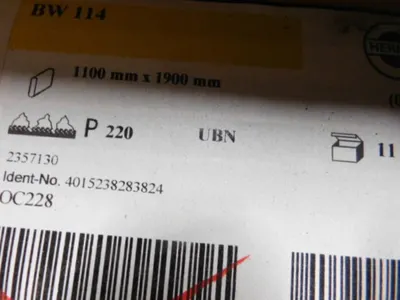 BW 114
1100 mm x 1900 mm
P 220 UBN 11
2357130
Ident-No. 4015238283824
OC228